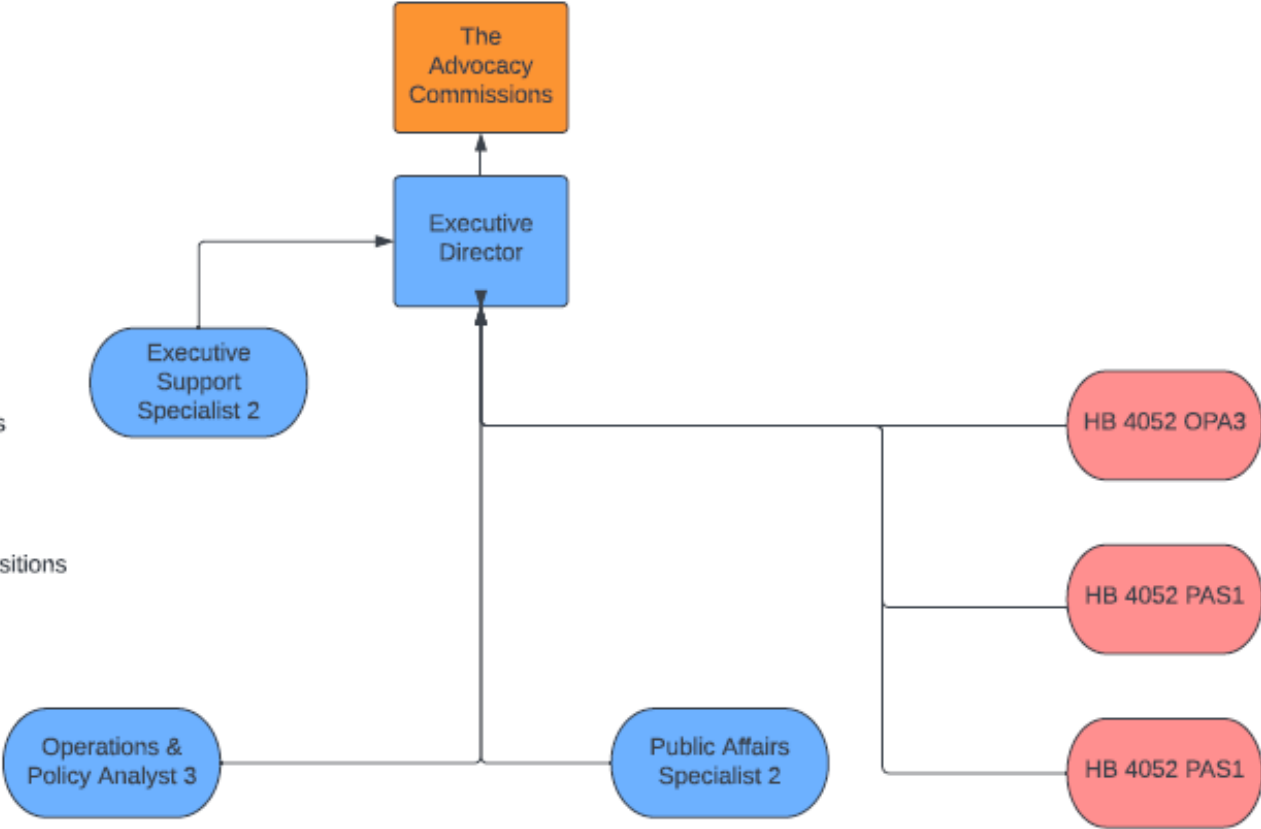 The
Advocacy
Commissions
Executive
Director
Executive
Support
Specialist 2
s
HB 4052 OPA3
sitions
HB 4052 PAS1
Operations &
Policy Analyst 3
Public Affairs
Specialist 2
HB 4052 PAS1